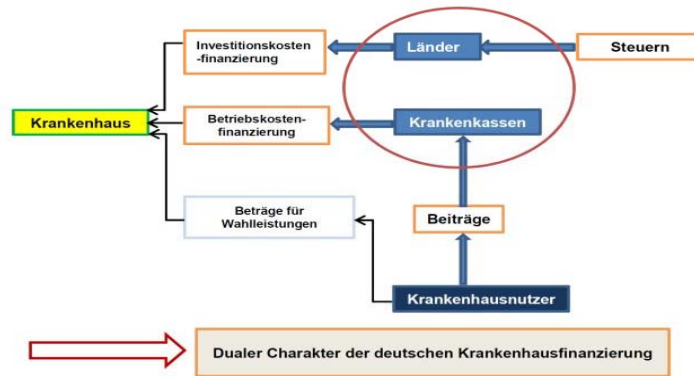 Investitionskosten
-finanzierung
Länder
Steuern
Krankenhaus
Betriebskosten-
finanzierung
Krankenkassen
Beträge für
Wahlleistungen
Beiträge
Krankenhausnutzer
Dualer Charakter der deutschen Krankenhausfinanzierung